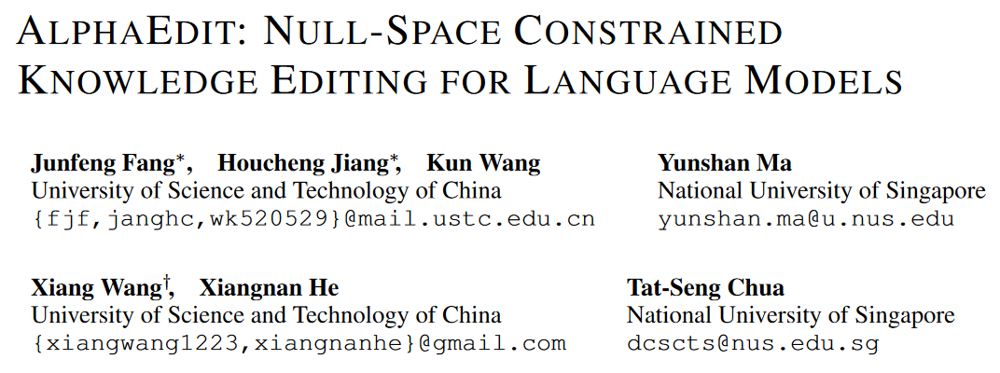 ALPHAEDIT: NULL-SPACE CONSTRAINED
KNOWLEDGE EDITING FOR LANGUAGE MODELS
Junfeng Fang*, Houcheng Jiang*, Kun Wang
University of Science and Technology of China
{fjf,janghc,wk520529}@mail.ustc.edu.cn
Yunshan Ma
National University of Singapore
yunshan.ma@u.nus.edu
Xiang Wang†, Xiangnan He
University of Science and Technology of China
{xiangwang1223,xiangnanhe}@gmail.com
Tat-Seng Chua
National University of Singapore
dcscts@nus.edu.sg